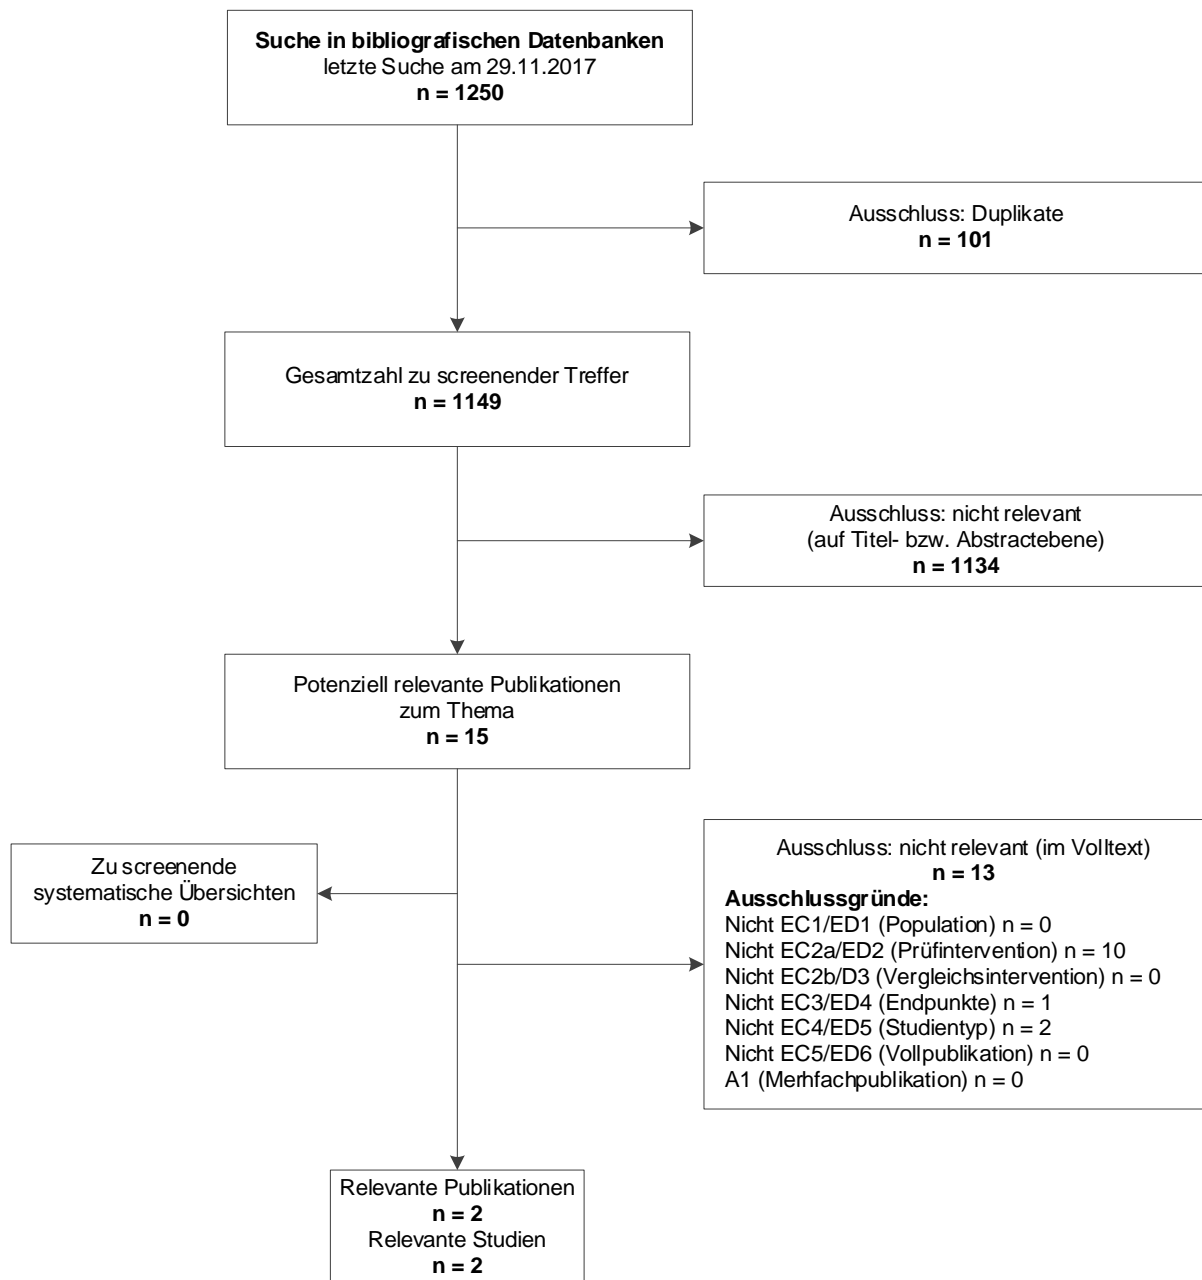 Suche in bibliografischen Datenbanken
letzte Suche am 29.11.2017
n = 1250
Ausschluss: Duplikate
n = 101
Gesamtzahl zu screenender Treffer
n = 1149
Ausschluss: nicht relevant
(auf Titel- bzw. Abstractebene)
n = 1134
Potenziell relevante Publikationen
zum Thema
n = 15
Zu screenende
systematische Übersichten
n = 0
Ausschluss: nicht relevant (im Volltext)
n = 13
Ausschlussgründe:
Nicht EC1/ED1 (Population) n = 0
Nicht EC2a/ED2 (Prüfintervention) n = 10
Nicht EC2b/D3 (Vergleichsintervention) n = 0
Nicht EC3/ED4 (Endpunkte) n = 1
Nicht EC4/ED5 (Studientyp) n = 2
Nicht EC5/ED6 (Vollpublikation) n = 0
A1 (Merhfachpublikation) n = 0
Relevante Publikationen
n = 2
Relevante Studien
n = 2